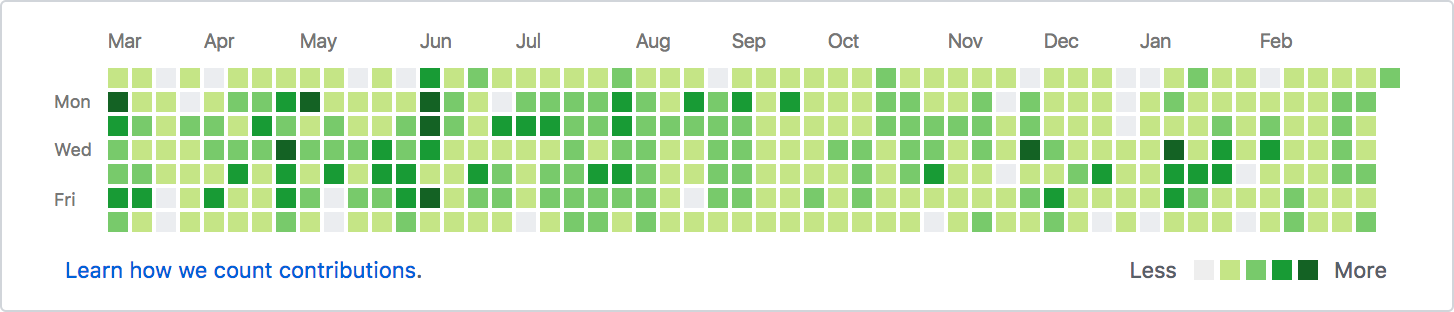 Mar Apr May Jun Jul Aug Sep Oct Nov Dec Jan Feb
Mon
Wed
Fri
Learn how we count contributions.
Less More